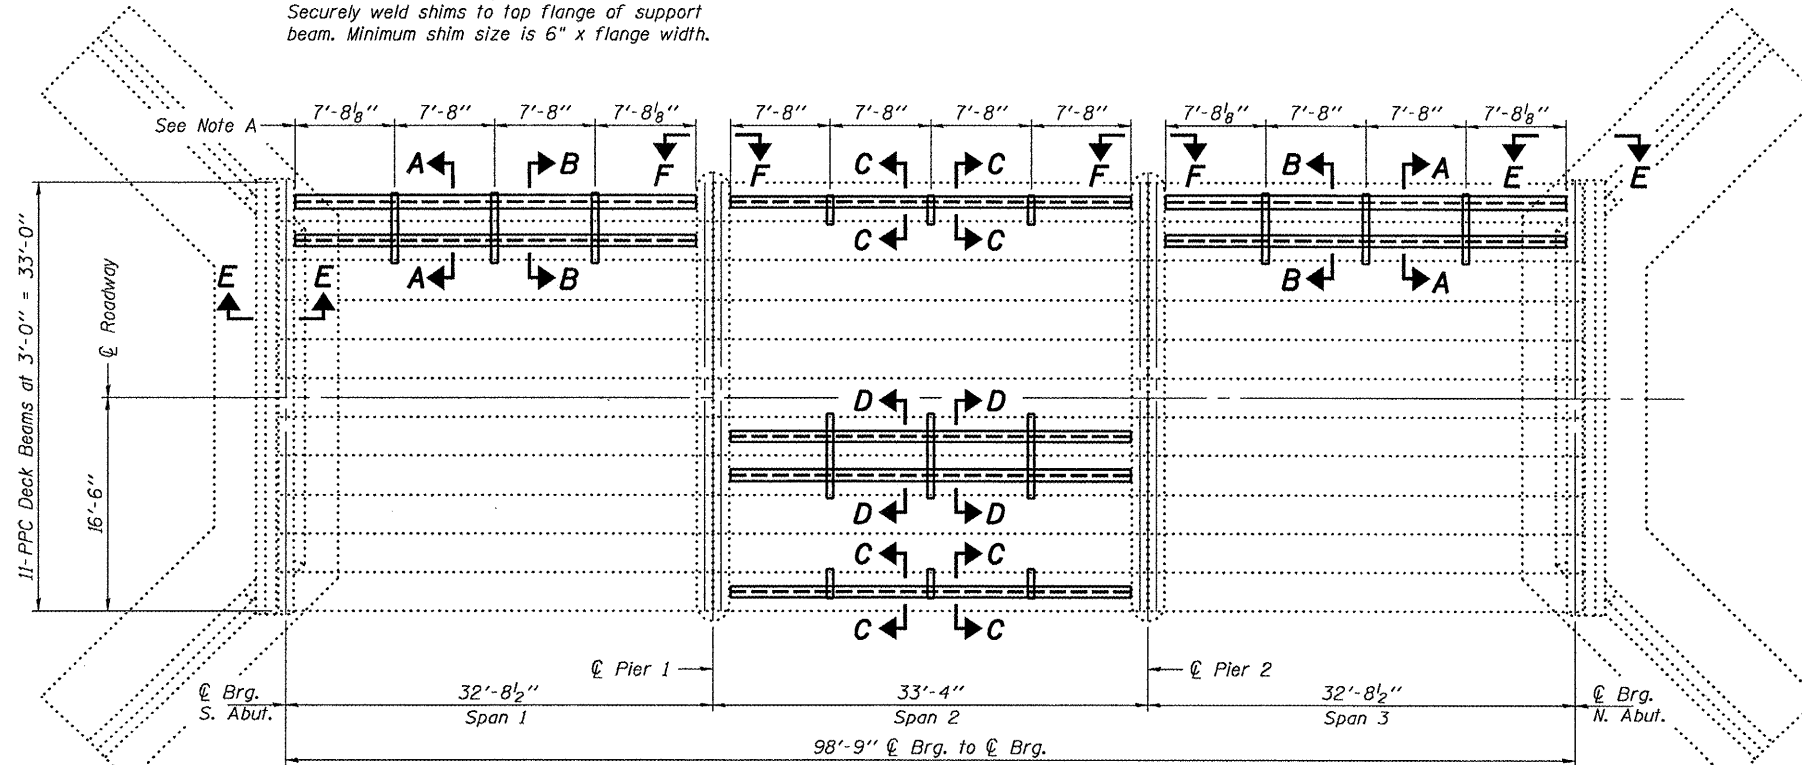 Securely weld shims to top flange of support
beam. Minimum shim size is 6" x flange width.
See Note A
7'-8⅛" 7'-8" 7'-8" 7'-8⅛" 7'-8" 7'-8" 7'-8" 7'-8" 7'-8⅛" 7'-8" 7'-8" 7'-8⅛"
A B F F C C F F B A E E
C C
A B B A
E E
11-PPC Deck Beams at 3'-0" = 33'-0"
℄ Roadway
16'-6"
D D
D D
C C
C C
℄ Pier 1 ℄ Pier 2
℄ Brg.
S. Abut.
32'-8½"
Span 1
33'-4"
Span 2
32'-8½"
Span 3
℄ Brg.
N. Abut.
98'-9" ℄ Brg. to ℄ Brg.